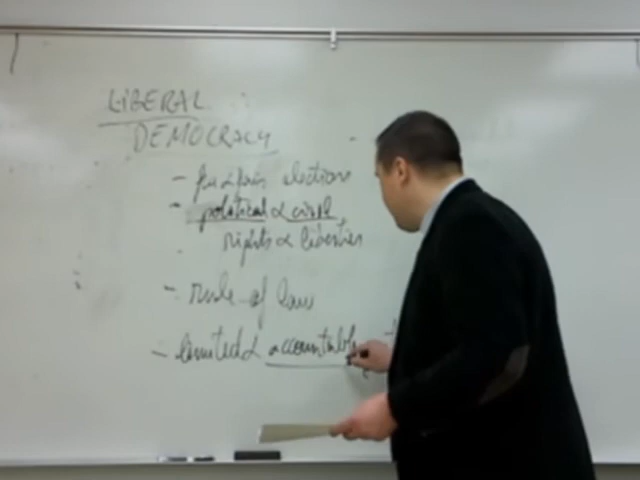 LIBERAL
DEMOCRACY
- free & fair elections
- political & civil
rights & liberties
- rule of law
- limited & accountable